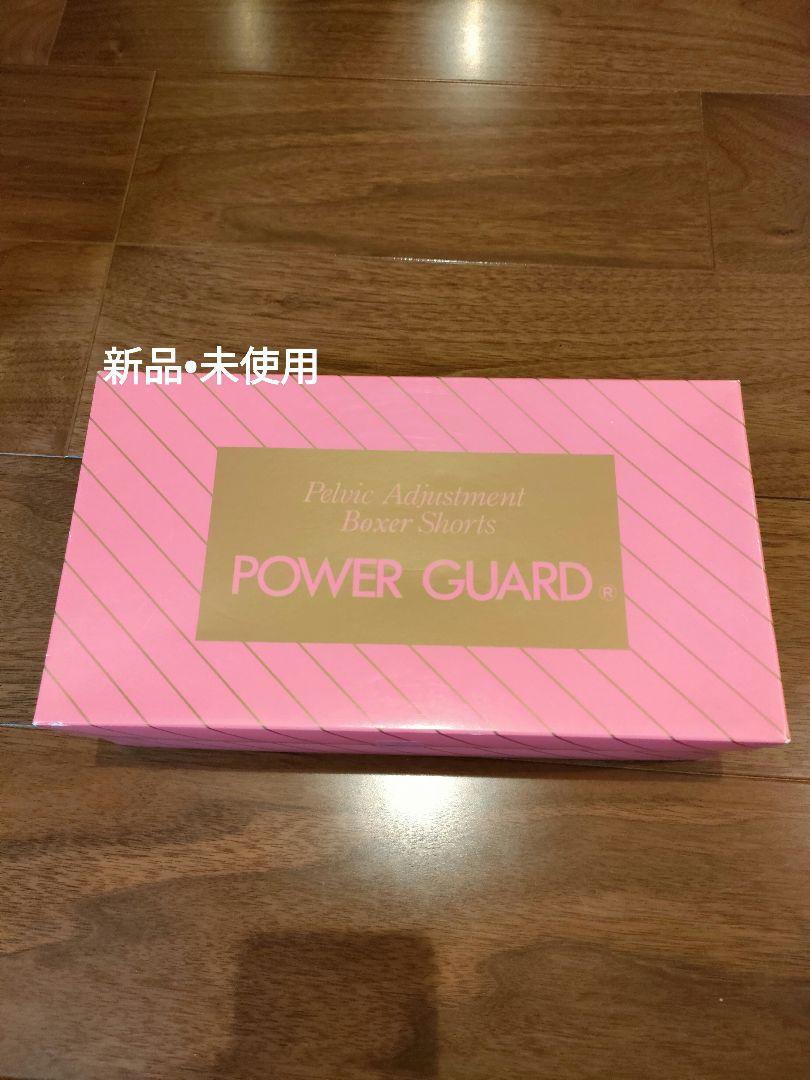 新品•未使用
Pelvic Adjustment
Boxer Shorts
POWER GUARD®